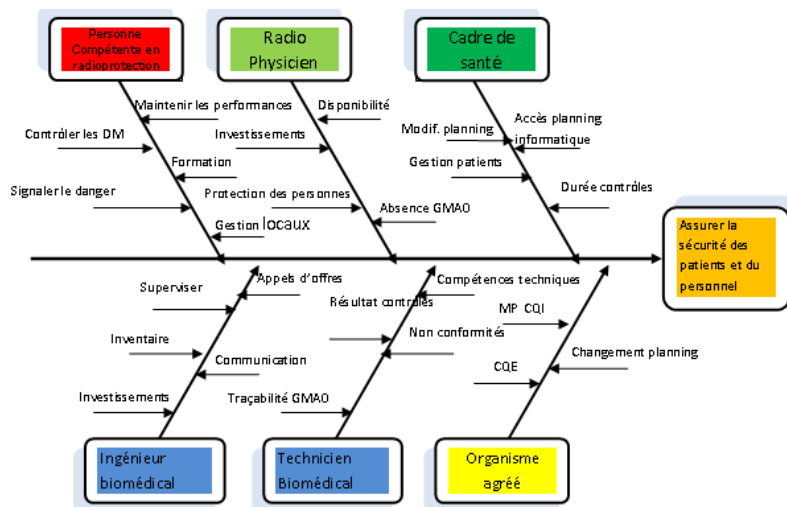 Personne
Compétente en
radioprotection
Radio
Physicien
Cadre de
santé
Maintenir les performances
Contrôler les DM
Formation
Signaler le danger
Gestion locaux
Disponibilité
Investissements
Protection des personnes
Absence GMAO
Modif. planning
Accès planning
informatique
Gestion patients
Durée contrôles
Assurer la
sécurité des
patients et du
personnel
Appels d'offres
Superviser
Inventaire
Communication
Investissements
Compétences techniques
Résultat contrôles
Non conformités
Traçabilité GMAO
MP CQI
Changement planning
CQE
Ingénieur
biomédical
Technicien
Biomédical
Organisme
agréé